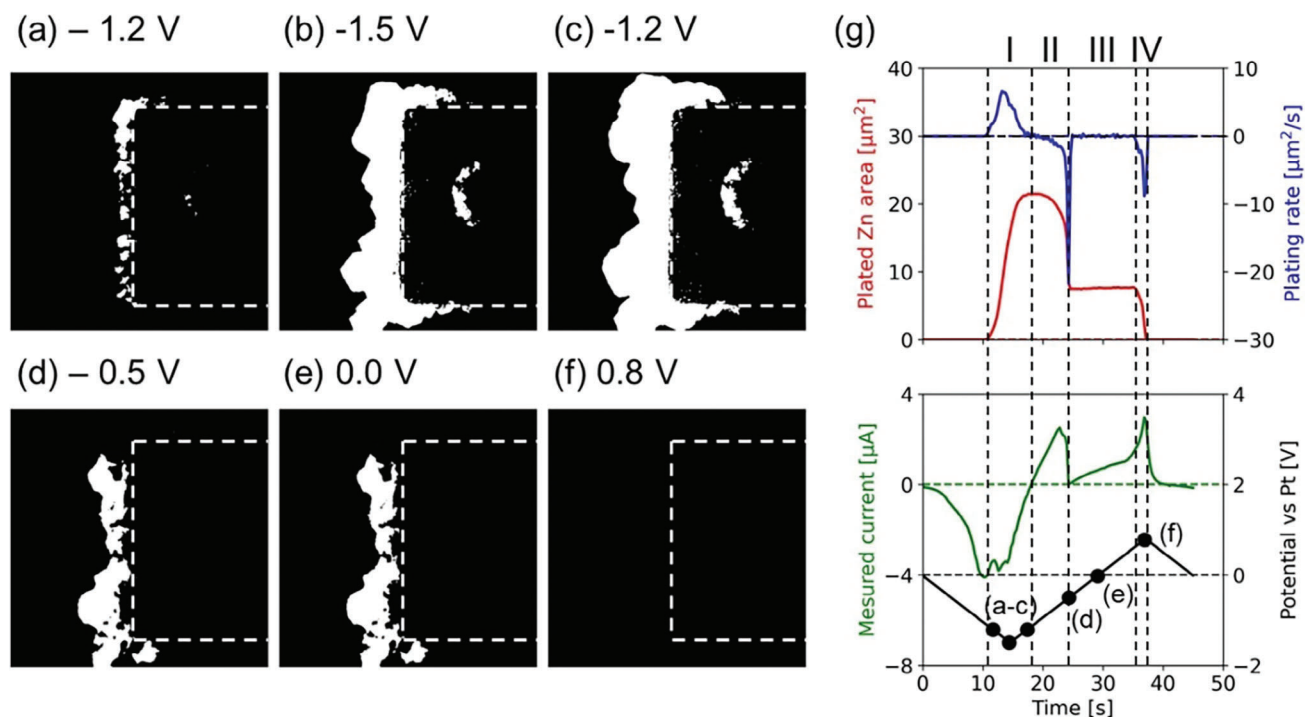 (a) – 1.2 V
(b) -1.5 V
(c) -1.2 V
(d) – 0.5 V
(e) 0.0 V
(f) 0.8 V
(g)
I II III IV
40
30
20
10
0
Plated Zn area [µm²]
10
0
−10
−20
−30
Plating rate [µm²/s]
4
0
−4
−8
Mesured current [µA]
4
2
0
−2
Potential vs Pt [V]
(a-c)
(d)
(e)
(f)
0 10 20 30 40 50
Time [s]